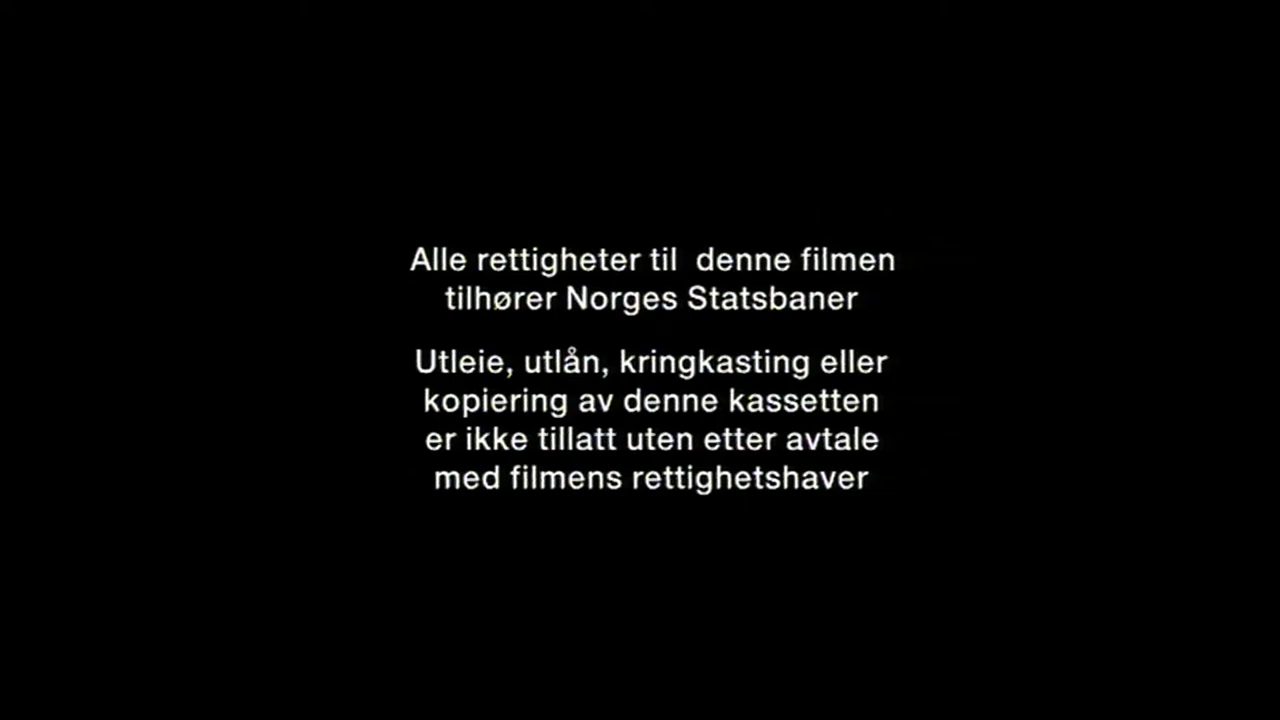 Alle rettigheter til  denne filmen
tilhører Norges Statsbaner
Utleie, utlån, kringkasting eller
kopiering av denne kassetten
er ikke tillatt uten etter avtale
med filmens rettighetshaver